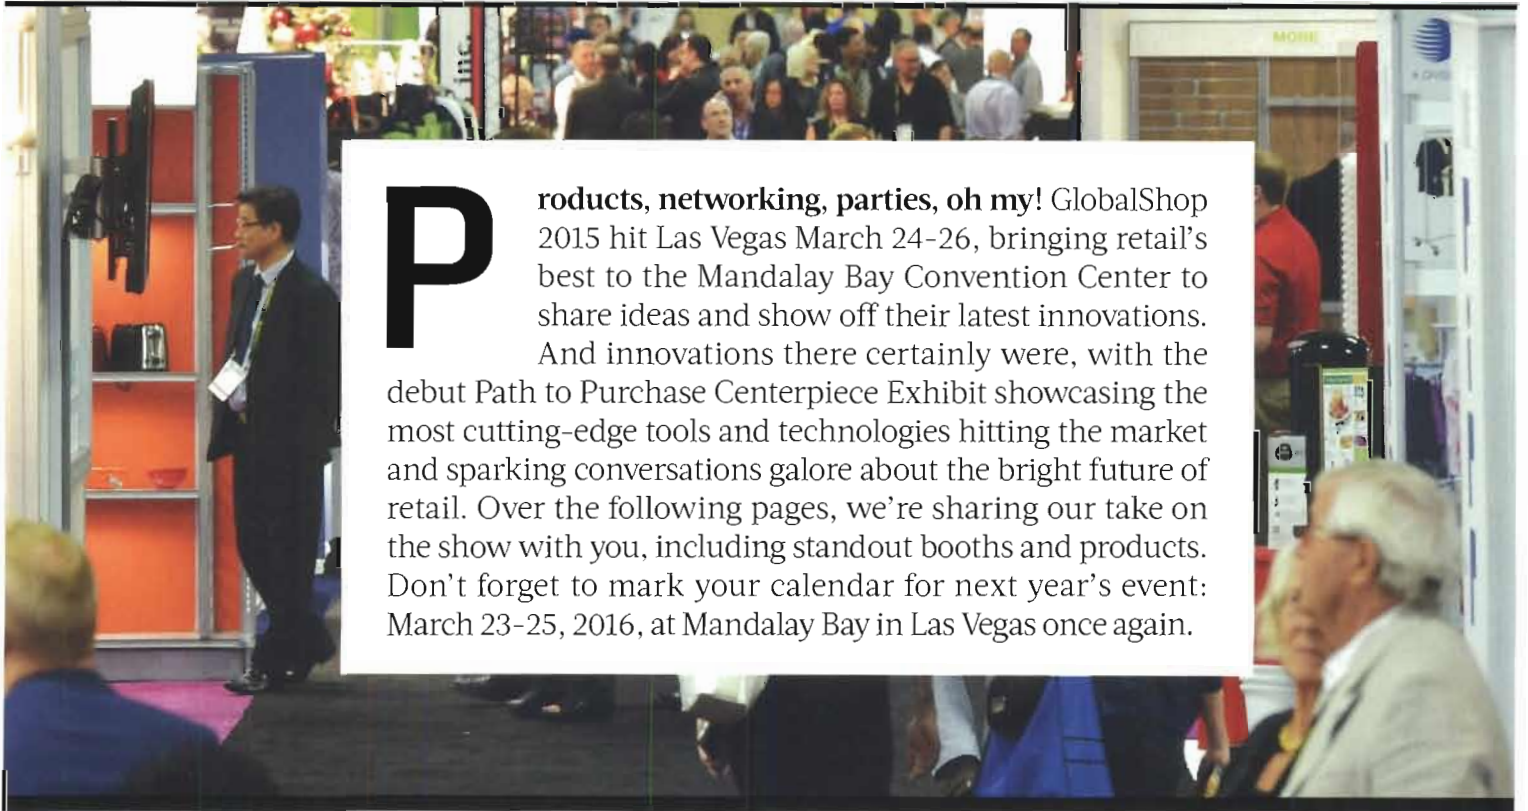 MORE
A DIVIS
Products, networking, parties, oh my! GlobalShop
2015 hit Las Vegas March 24-26, bringing retail's
best to the Mandalay Bay Convention Center to
share ideas and show off their latest innovations.
And innovations there certainly were, with the
debut Path to Purchase Centerpiece Exhibit showcasing the
most cutting-edge tools and technologies hitting the market
and sparking conversations galore about the bright future of
retail. Over the following pages, we're sharing our take on
the show with you, including standout booths and products.
Don't forget to mark your calendar for next year's event:
March 23-25, 2016, at Mandalay Bay in Las Vegas once again.